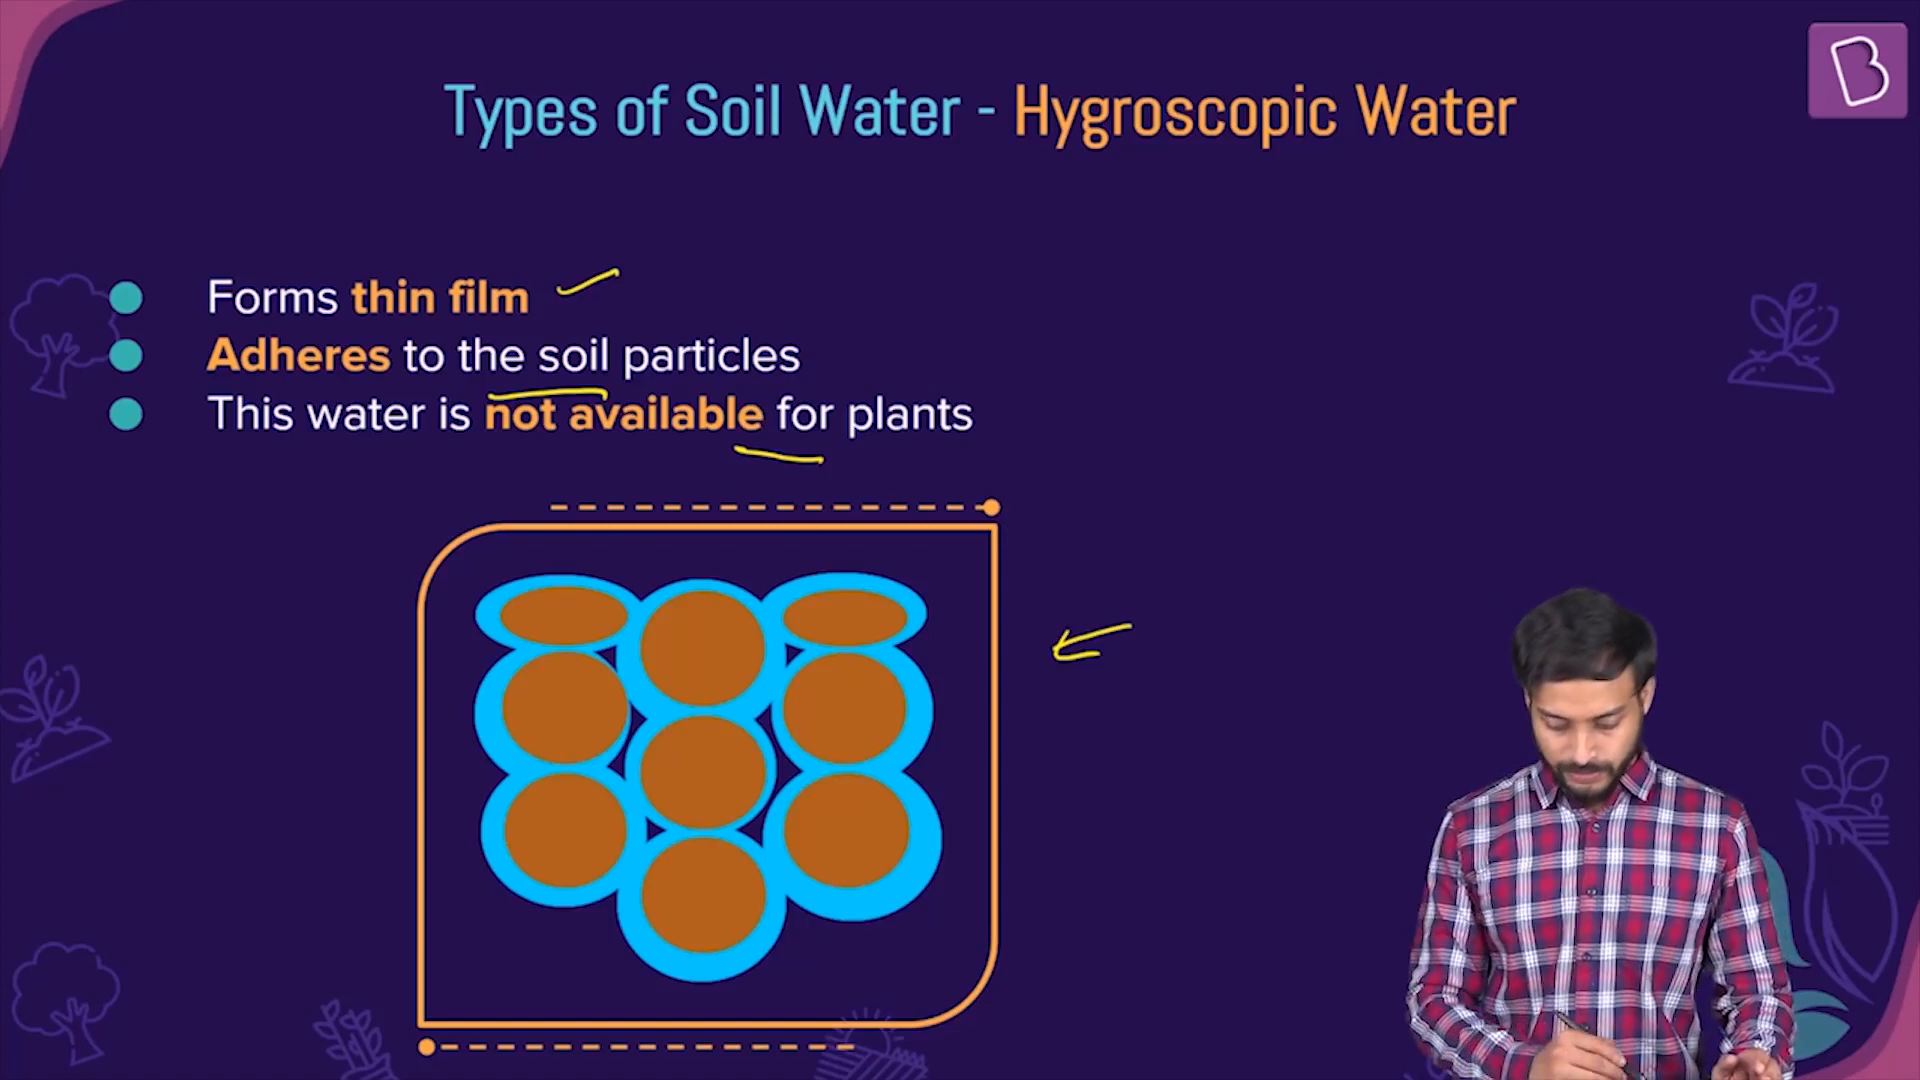 Types of Soil Water - Hygroscopic Water
B
Forms thin film
Adheres to the soil particles
This water is not available for plants